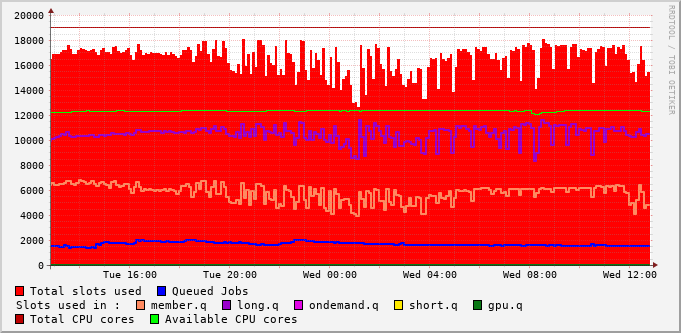 20000
18000
16000
14000
12000
10000
8000
6000
4000
2000
0
Tue 16:00 Tue 20:00 Wed 00:00 Wed 04:00 Wed 08:00 Wed 12:00
RRDTOOL / TOBI OETIKER
Total slots used Queued Jobs
Slots used in : member.q long.q ondemand.q short.q gpu.q
Total CPU cores Available CPU cores